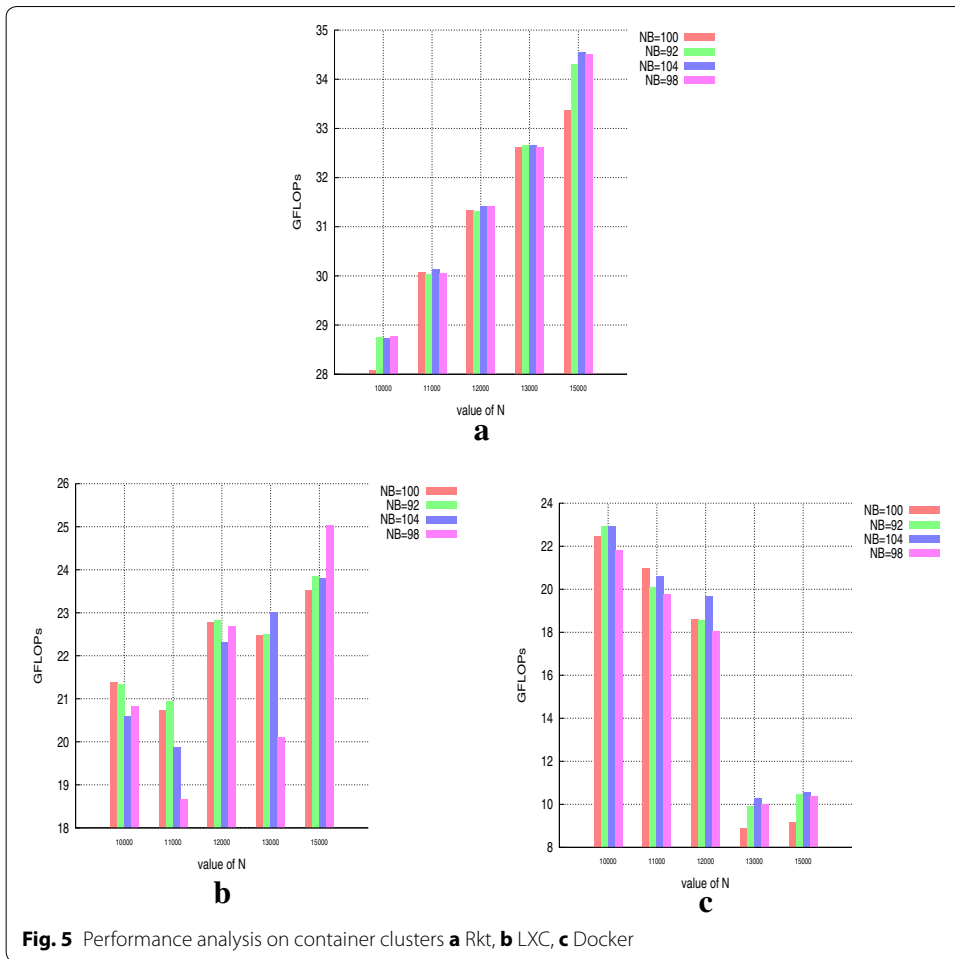 35
34
33
32
31
30
29
28
GFLOPs
10000 11000 12000 13000 15000
value of N
NB=100
NB=92
NB=104
NB=98
a
26
25
24
23
22
21
20
19
18
GFLOPs
10000 11000 12000 13000 15000
value of N
NB=100
NB=92
NB=104
NB=98
b
24
22
20
18
16
14
12
10
8
GFLOPs
10000 11000 12000 13000 15000
value of N
NB=100
NB=92
NB=104
NB=98
c
Fig. 5 Performance analysis on container clusters a Rkt, b LXC, c Docker